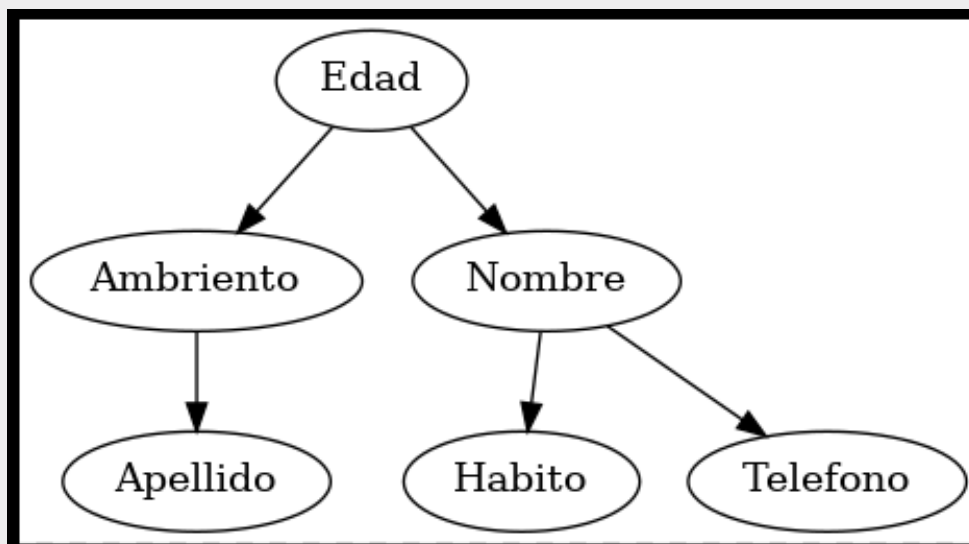 Edad
Ambriento
Nombre
Apellido
Habito
Telefono